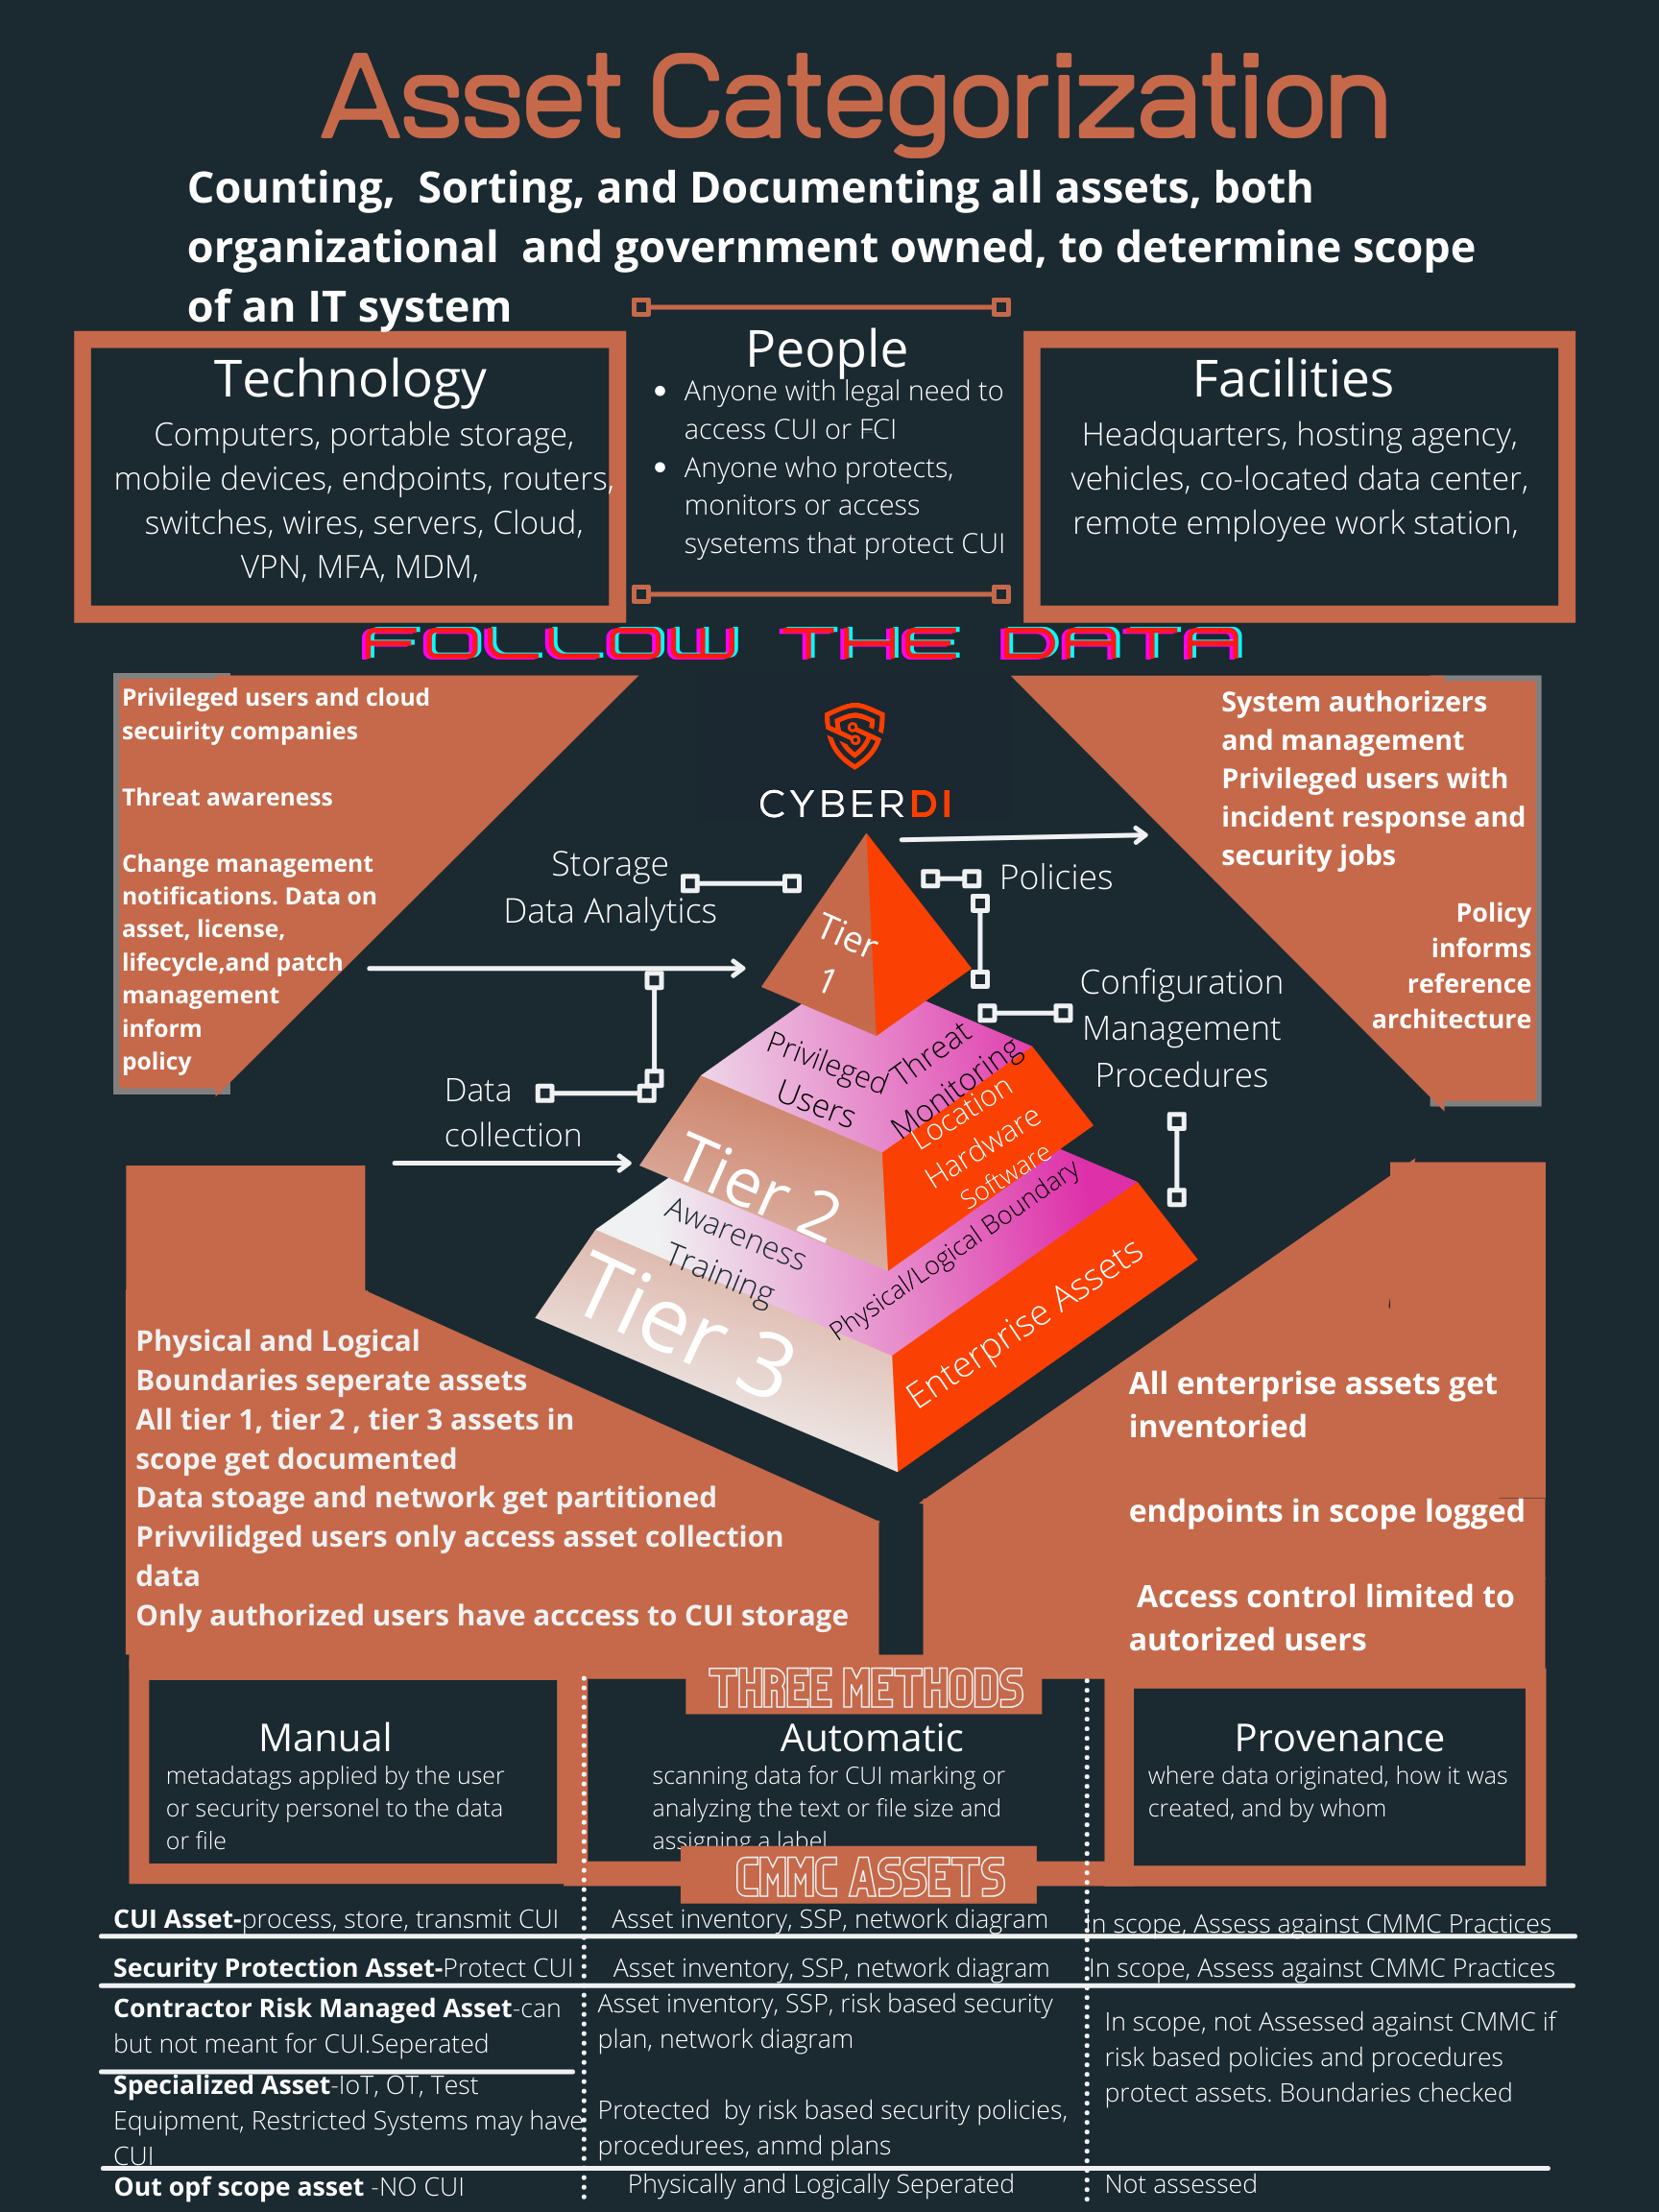 Asset Categorization
Counting,  Sorting, and Documenting all assets, both
organizational  and government owned, to determine scope
of an IT system
Technology
Computers, portable storage,
mobile devices, endpoints, routers,
switches, wires, servers, Cloud,
VPN, MFA, MDM,
People
• Anyone with legal need to
access CUI or FCI
• Anyone who protects,
monitors or access
sysetems that protect CUI
Facilities
Headquarters, hosting agency,
vehicles, co-located data center,
remote employee work station,
FOLLOW THE DATA
Privileged users and cloud
secuirity companies
Threat awareness
Change management
notifications. Data on
asset, license,
lifecycle,and patch
management
inform
policy
CYBERDI
System authorizers
and management
Privileged users with
incident response and
security jobs
Policy
informs
reference
architecture
Storage
Data Analytics
Policies
Configuration
Management
Procedures
Data
collection
Tier
1
Privileged
Users
Threat
Monitoring
Tier 2
Location
Hardware
Software
Awareness
Training
Physical/Logical Boundary
Tier 3
Enterprise Assets
Physical and Logical
Boundaries seperate assets
All tier 1, tier 2 , tier 3 assets in
scope get documented
Data stoage and network get partitioned
Privvilidged users only access asset collection
data
Only authorized users have acccess to CUI storage
All enterprise assets get
inventoried
endpoints in scope logged
Access control limited to
autorized users
THREE METHODS
Manual
metadatags applied by the user
or security personel to the data
or file
Automatic
scanning data for CUI marking or
analyzing the text or file size and
assigning a label
Provenance
where data originated, how it was
created, and by whom
CMMC ASSETS
CUI Asset-process, store, transmit CUI
Asset inventory, SSP, network diagram
In scope, Assess against CMMC Practices
Security Protection Asset-Protect CUI
Asset inventory, SSP, network diagram
In scope, Assess against CMMC Practices
Contractor Risk Managed Asset-can
but not meant for CUI.Seperated
Asset inventory, SSP, risk based security
plan, network diagram
In scope, not Assessed against CMMC if
risk based policies and procedures
protect assets. Boundaries checked
Specialized Asset-IoT, OT, Test
Equipment, Restricted Systems may have
CUI
Protected  by risk based security policies,
procedurees, anmd plans
Out opf scope asset -NO CUI
Physically and Logically Seperated
Not assessed